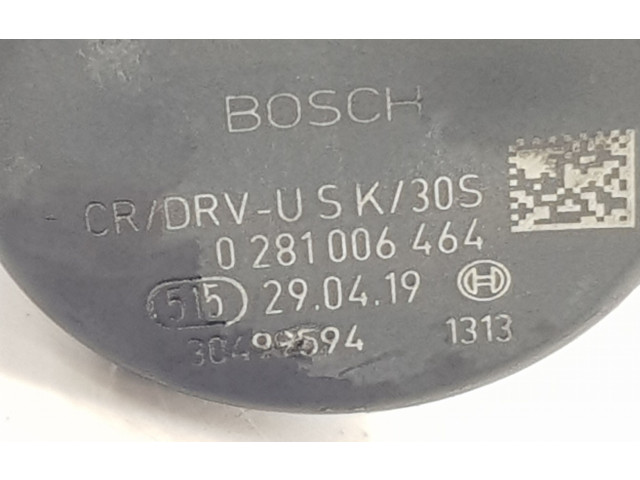 BOSCH
CR/DRV-U S K/30S
0 281 006 464
515 29.04.19
1313